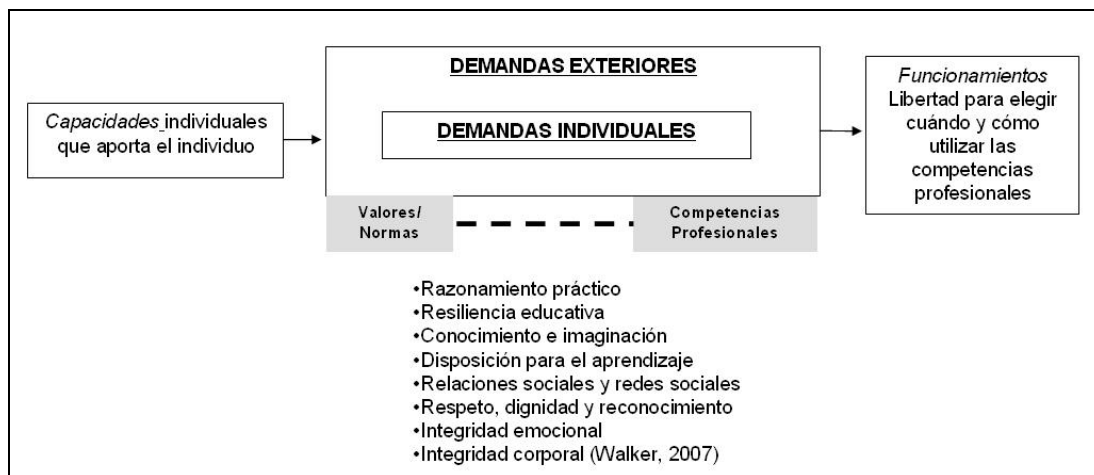 Capacidades individuales
que aporta el individuo
DEMANDAS EXTERIORES
DEMANDAS INDIVIDUALES
Valores/
Normas
Competencias
Profesionales
Funcionamientos
Libertad para elegir
cuándo y cómo
utilizar las
competencias
profesionales
•Razonamiento práctico
•Resiliencia educativa
•Conocimiento e imaginación
•Disposición para el aprendizaje
•Relaciones sociales y redes sociales
•Respeto, dignidad y reconocimiento
•Integridad emocional
•Integridad corporal (Walker, 2007)